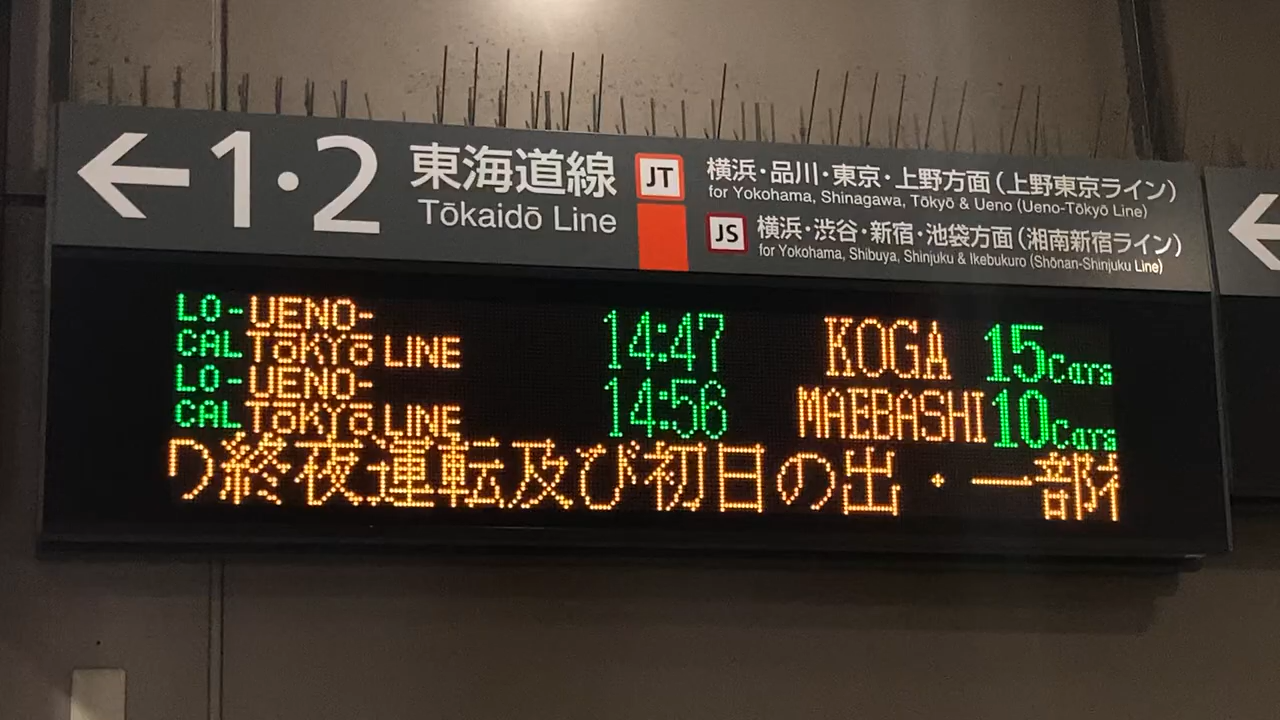 ←1・2 東海道線 JT 横浜・品川・東京・上野方面(上野東京ライン)
Tōkaidō Line for Yokohama, Shinagawa, Tōkyō & Ueno (Ueno-Tōkyō Line)
JS 横浜・渋谷・新宿・池袋方面(湘南新宿ライン)
for Yokohama, Shibuya, Shinjuku & Ikebukuro (Shōnan-Shinjuku Line)
LO- UENO-
CAL TōKYō LINE 14:47 KOGA 15Cars
LO- UENO-
CAL TōKYō LINE 14:56 MAEBASHI 10Cars
り終夜運転及び初日の出・一部